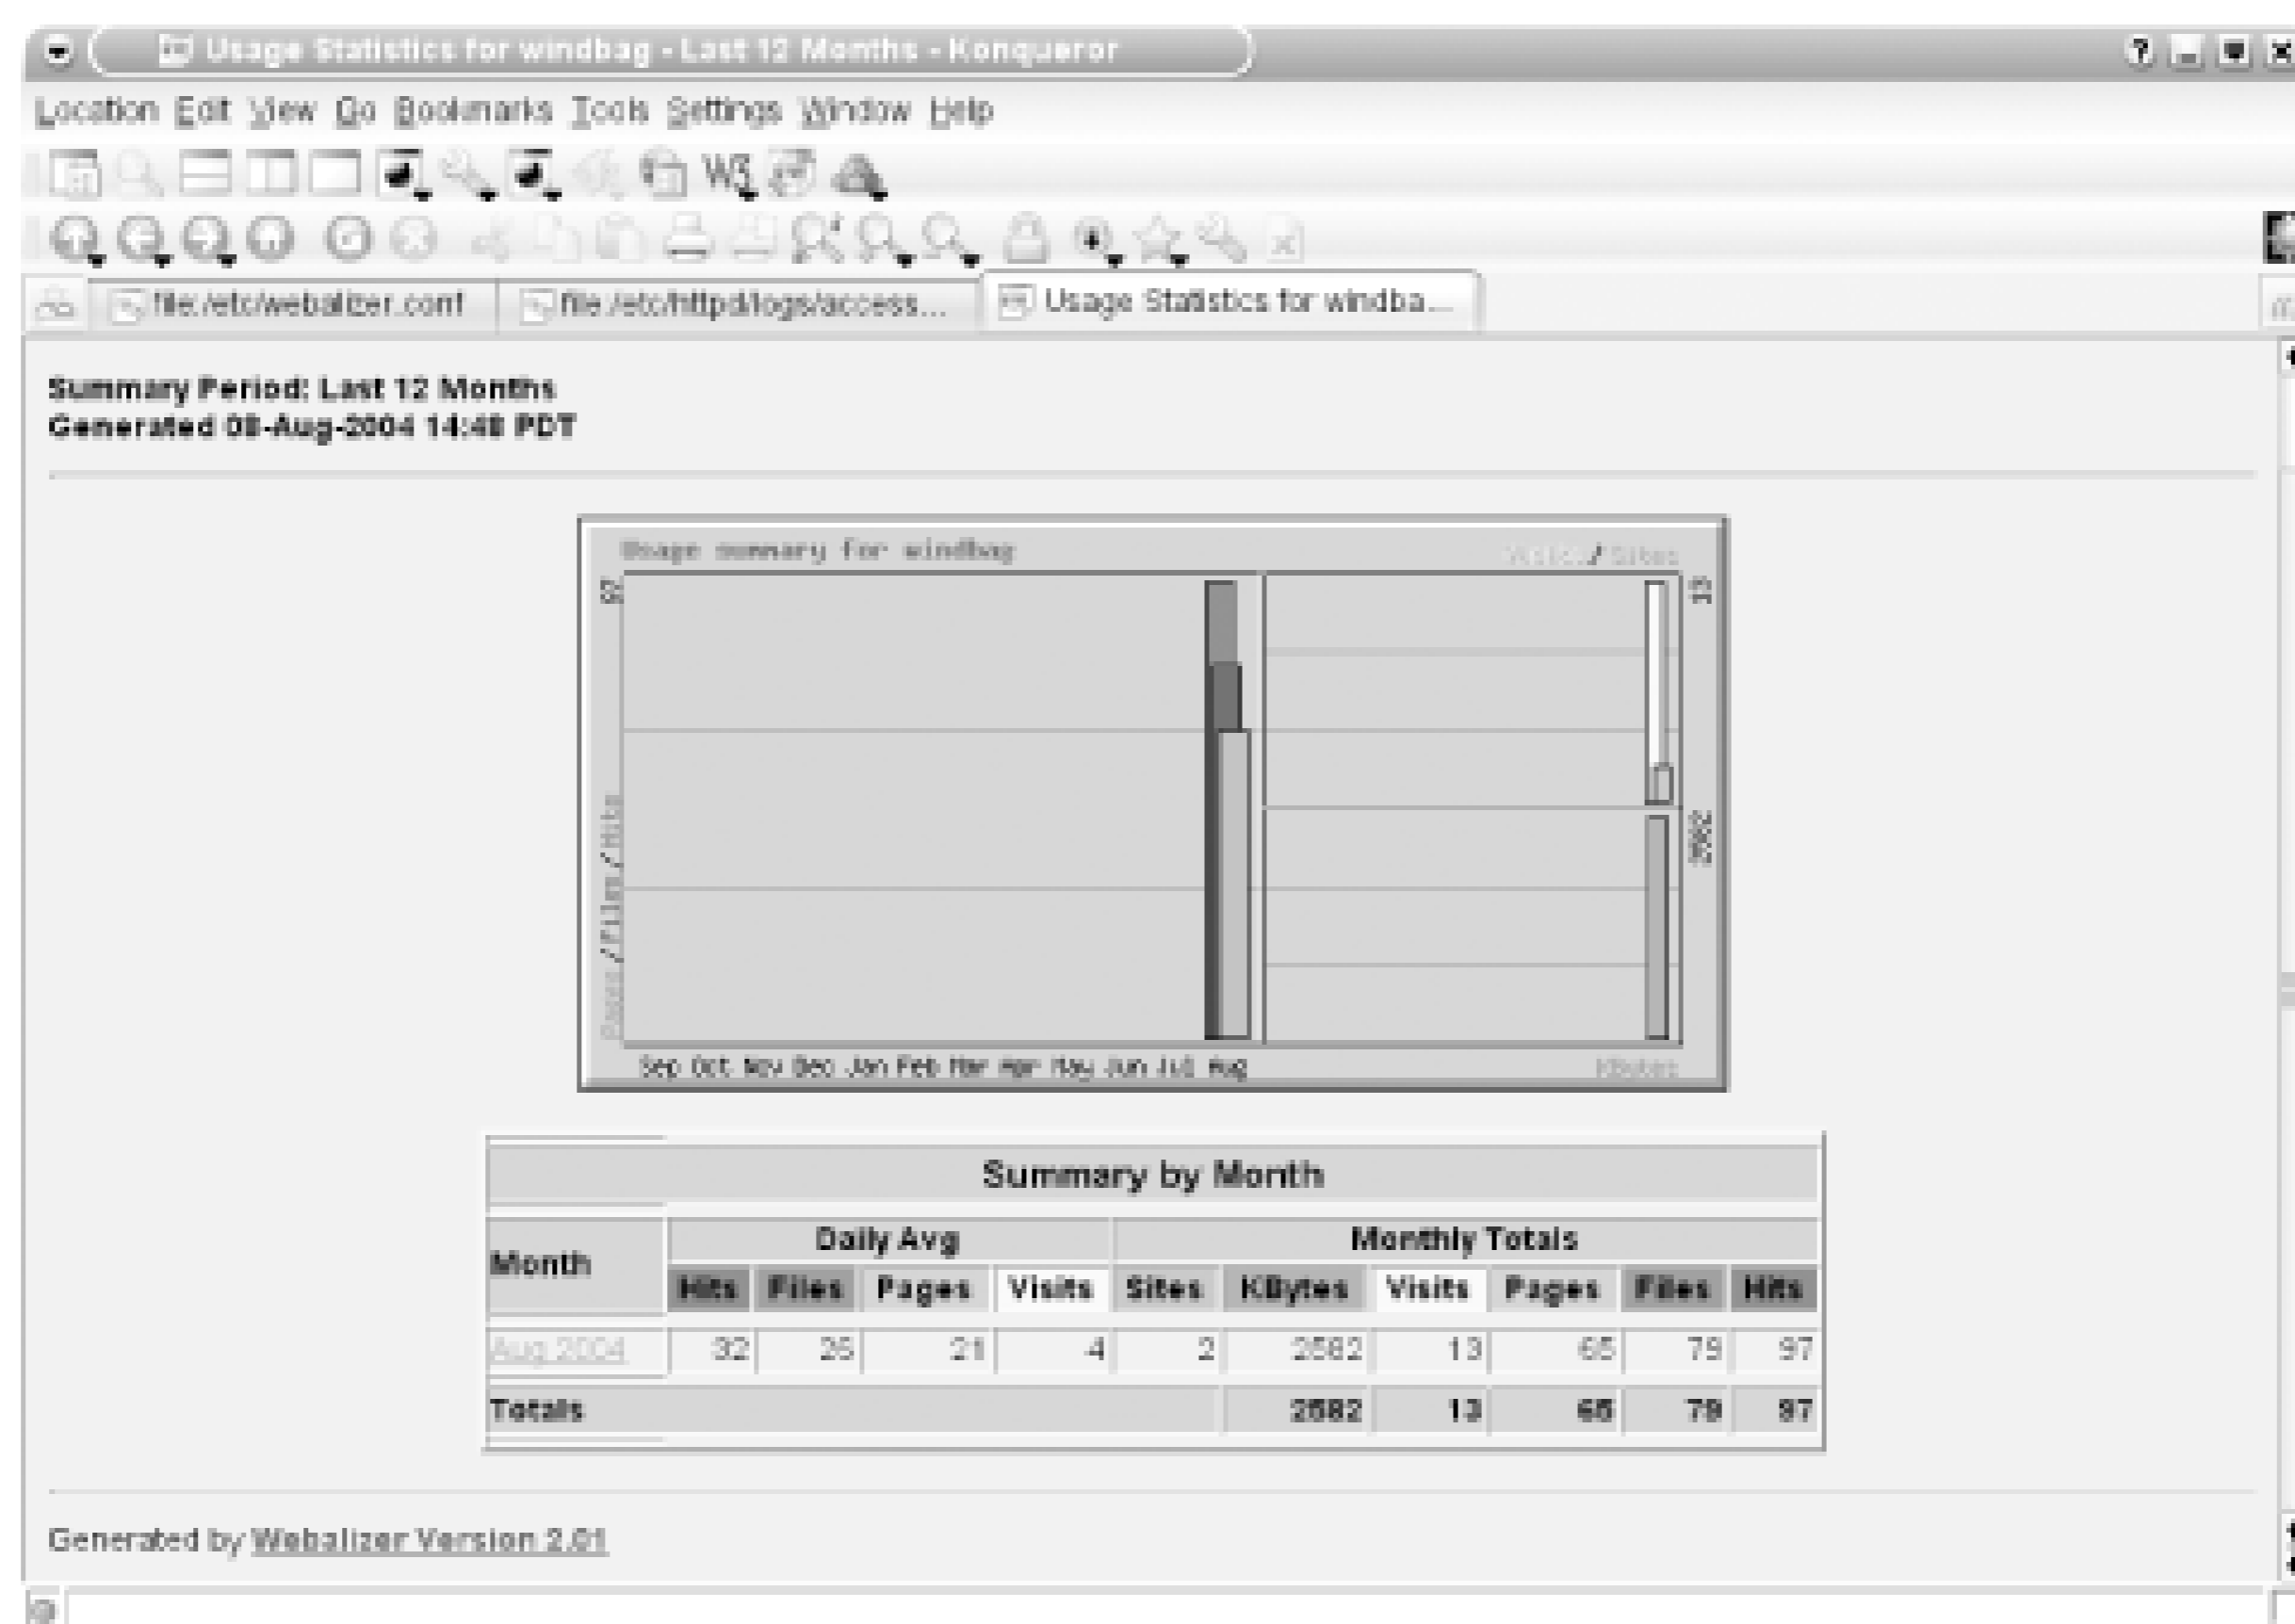 Usage Statistics for windbag - Last 12 Months - Konqueror
Location Edit View Go Bookmarks Tools Settings Window Help
file:/etc/webalizer.conf
file:/etc/httpd/logs/access...
Usage Statistics for windba...
Summary Period: Last 12 Months
Generated 08-Aug-2004 14:48 PDT
Usage summary for windbag
Visits/Sites
97
13
Pages/Files/Hits
2582
Sep Oct Nov Dec Jan Feb Mar Apr May Jun Jul Aug
KBytes
Summary by Month
Month
Daily Avg
Monthly Totals
Hits Files Pages Visits Sites KBytes Visits Pages Files Hits
Aug 2004 32 26 21 4 2 2582 13 65 79 97
Totals 2582 13 65 79 97
Generated by Webalizer Version 2.01